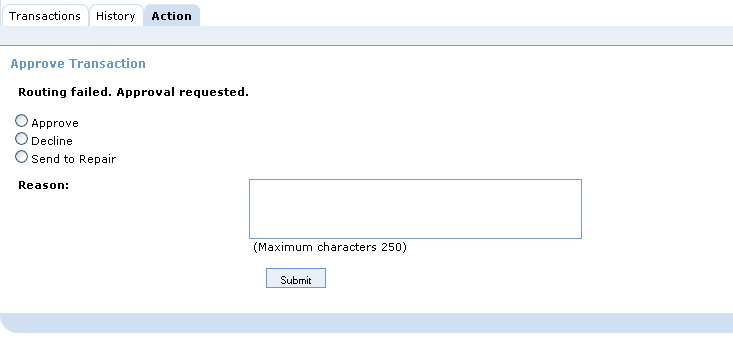 Transactions History Action
Approve Transaction
Routing failed. Approval requested.
Approve
Decline
Send to Repair
Reason:
(Maximum characters 250)
Submit